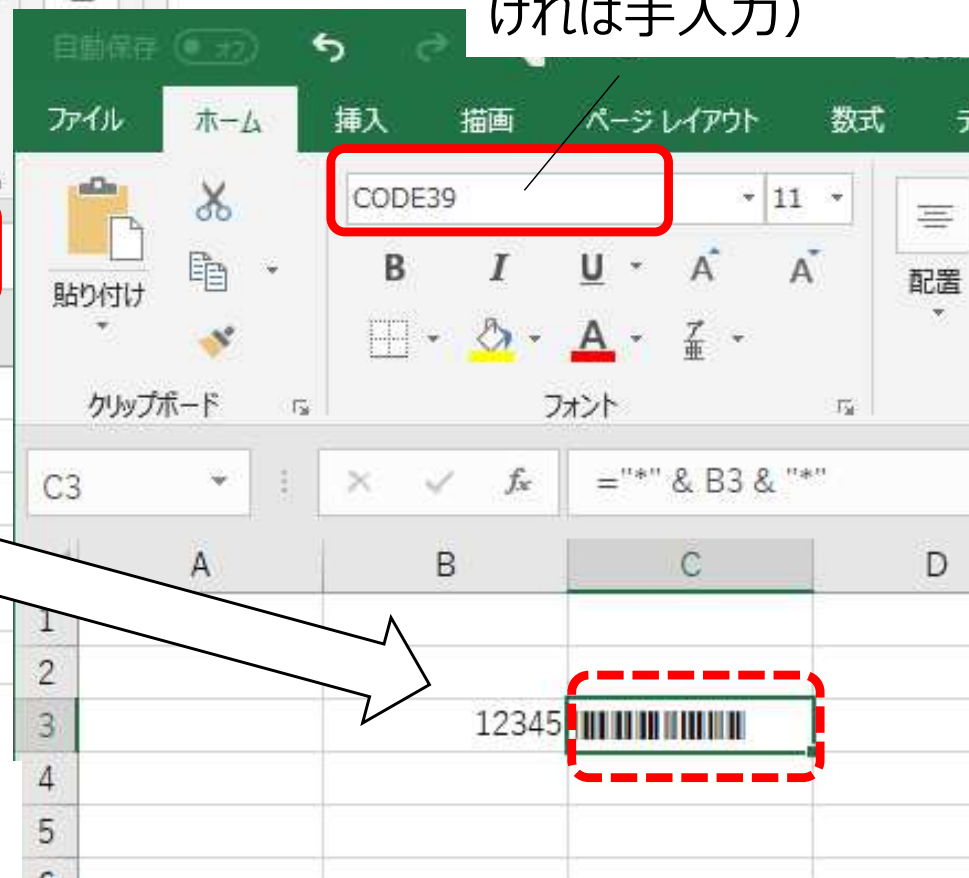 ければ手入力)
自動保存 オフ
ファイル ホーム 挿入 描画 ページ レイアウト 数式
CODE39 11
B I U A A
貼り付け 配置
A ア亜
クリップボード フォント
C3 fx ="*" & B3 & "*"
A B C D
1
2
3 12345
4
5